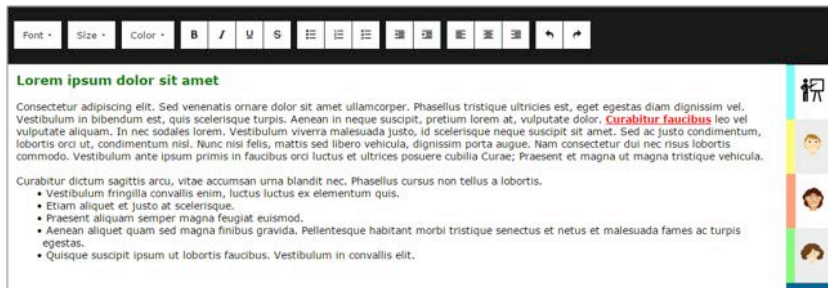 Font Size Color B I U S
Lorem ipsum dolor sit amet
Consectetur adipiscing elit. Sed venenatis ornare dolor sit amet ullamcorper. Phasellus tristique ultricies est, eget egestas diam dignissim vel.
Vestibulum in bibendum est, quis scelerisque turpis. Aenean in neque suscipit, pretium lorem at, vulputate dolor. Curabitur faucibus leo vel
vulputate aliquam. In nec sodales lorem. Vestibulum viverra malesuada justo, id scelerisque neque suscipit sit amet. Sed ac justo condimentum,
lobortis orci ut, condimentum nisl. Nunc nisi felis, mattis sed libero vehicula, dignissim porta augue. Nam consectetur dui nec risus lobortis
commodo. Vestibulum ante ipsum primis in faucibus orci luctus et ultrices posuere cubilia Curae; Praesent et magna ut magna tristique vehicula.
Curabitur dictum sagittis arcu, vitae accumsan urna blandit nec. Phasellus cursus non tellus a lobortis.
• Vestibulum fringilla convallis enim, luctus luctus ex elementum quis.
• Etiam aliquet et justo at scelerisque.
• Praesent aliquam semper magna feugiat euismod.
• Aenean aliquet quam sed magna finibus gravida. Pellentesque habitant morbi tristique senectus et netus et malesuada fames ac turpis
egestas.
• Quisque suscipit ipsum ut lobortis faucibus. Vestibulum in convallis elit.